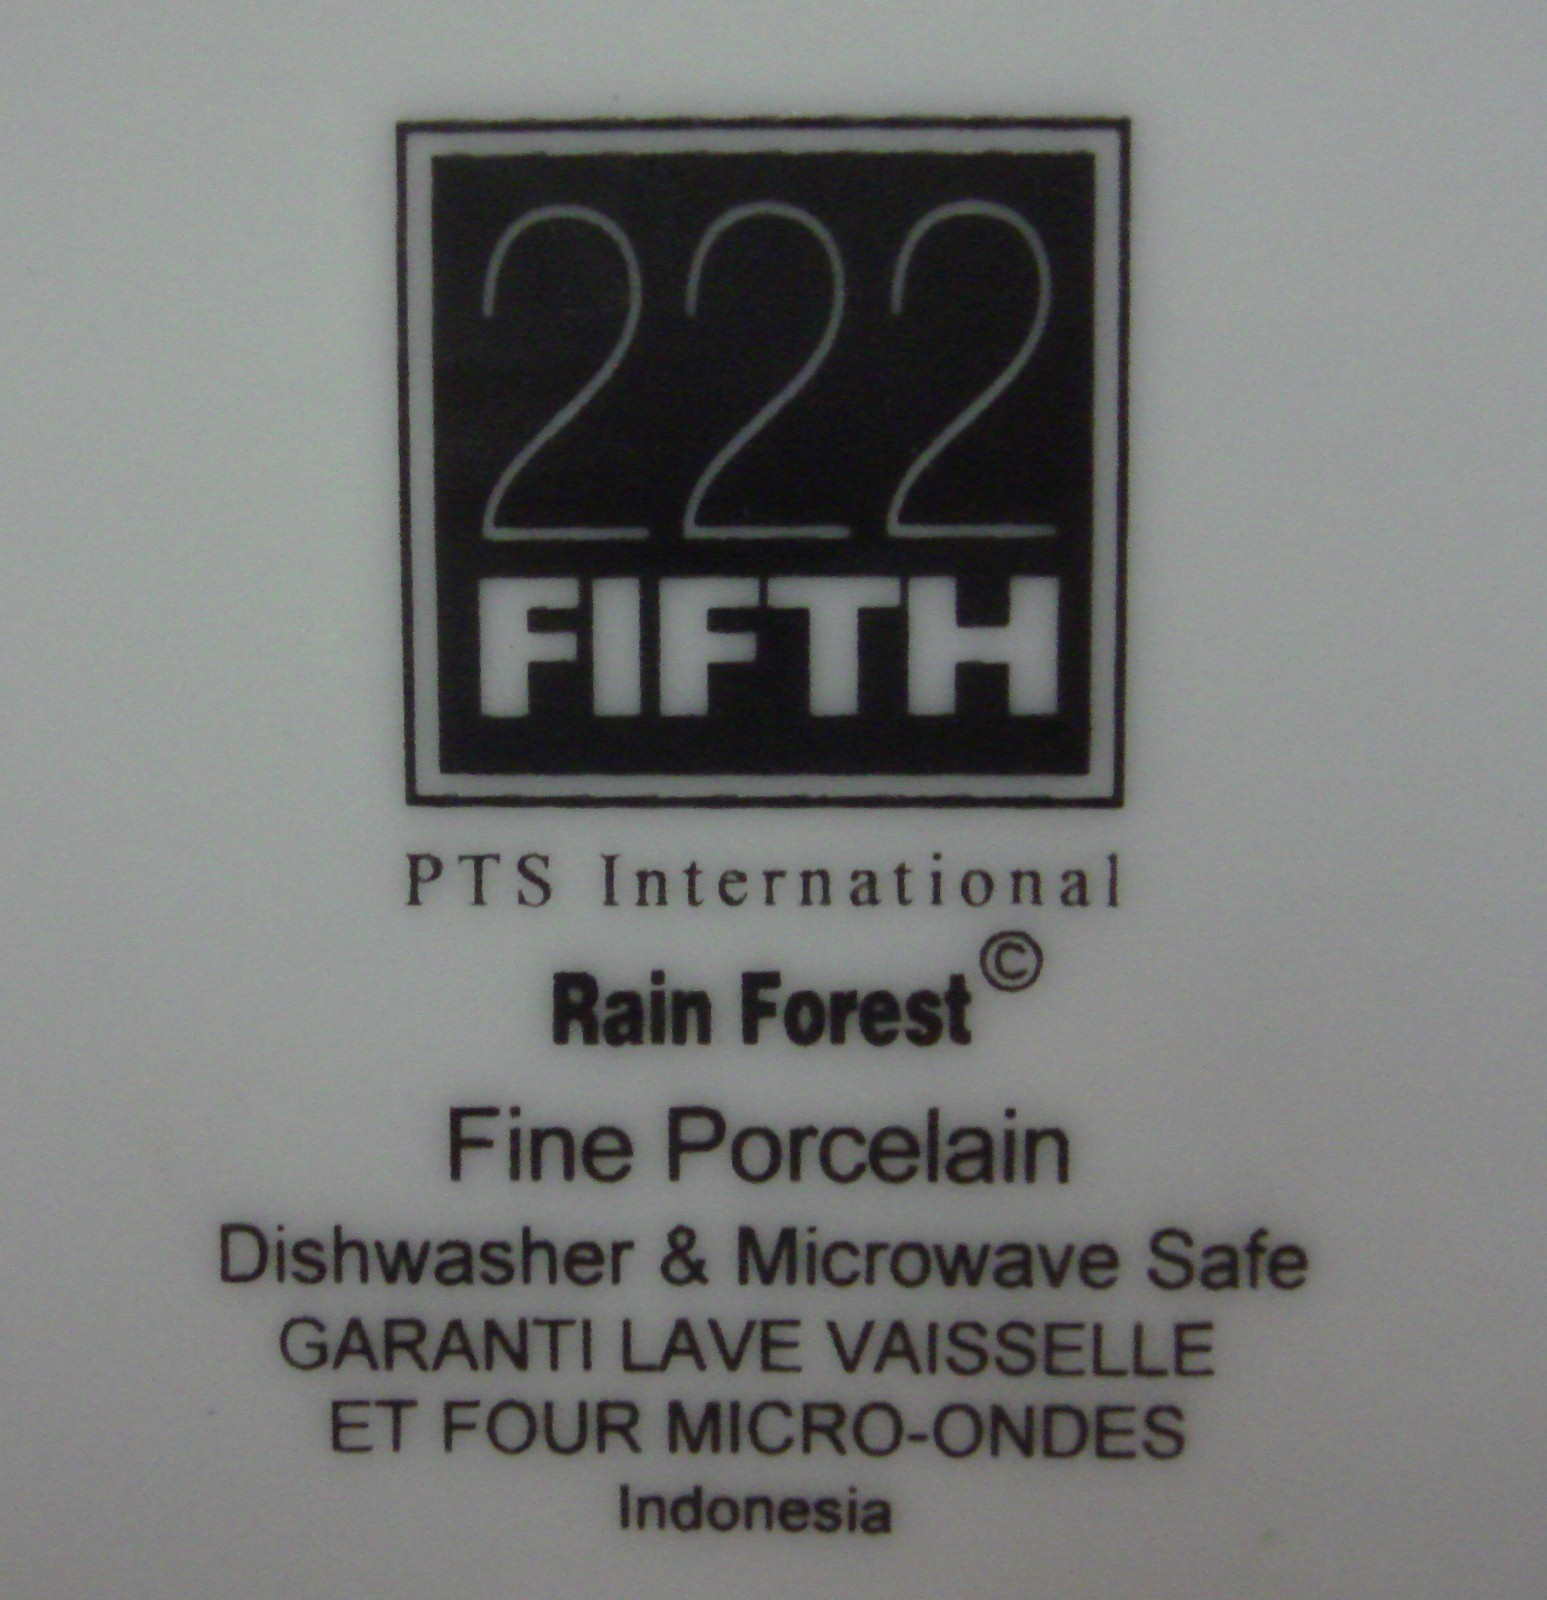 222
FIFTH
PTS International
Rain Forest©
Fine Porcelain
Dishwasher & Microwave Safe
GARANTI LAVE VAISSELLE
ET FOUR MICRO-ONDES
Indonesia